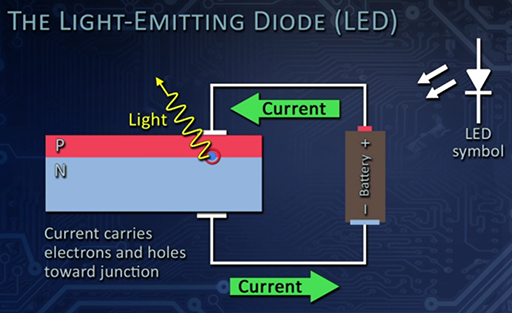 THE LIGHT-EMITTING DIODE (LED)
Light
Current
P
N
– Battery +
LED
symbol
Current carries
electrons and holes
toward junction
Current